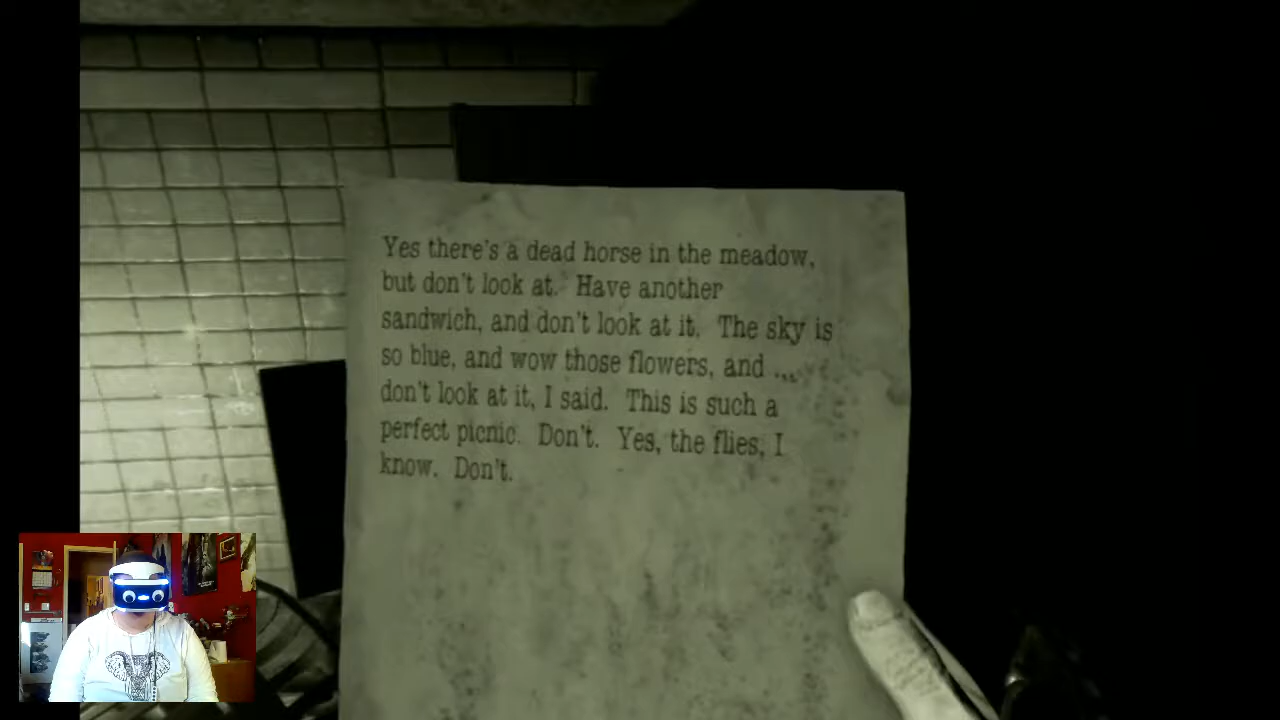 Yes there's a dead horse in the meadow,
but don't look at. Have another
sandwich, and don't look at it. The sky is
so blue, and wow those flowers, and ...
don't look at it, I said. This is such a
perfect picnic. Don't. Yes, the flies, I
know. Don't.